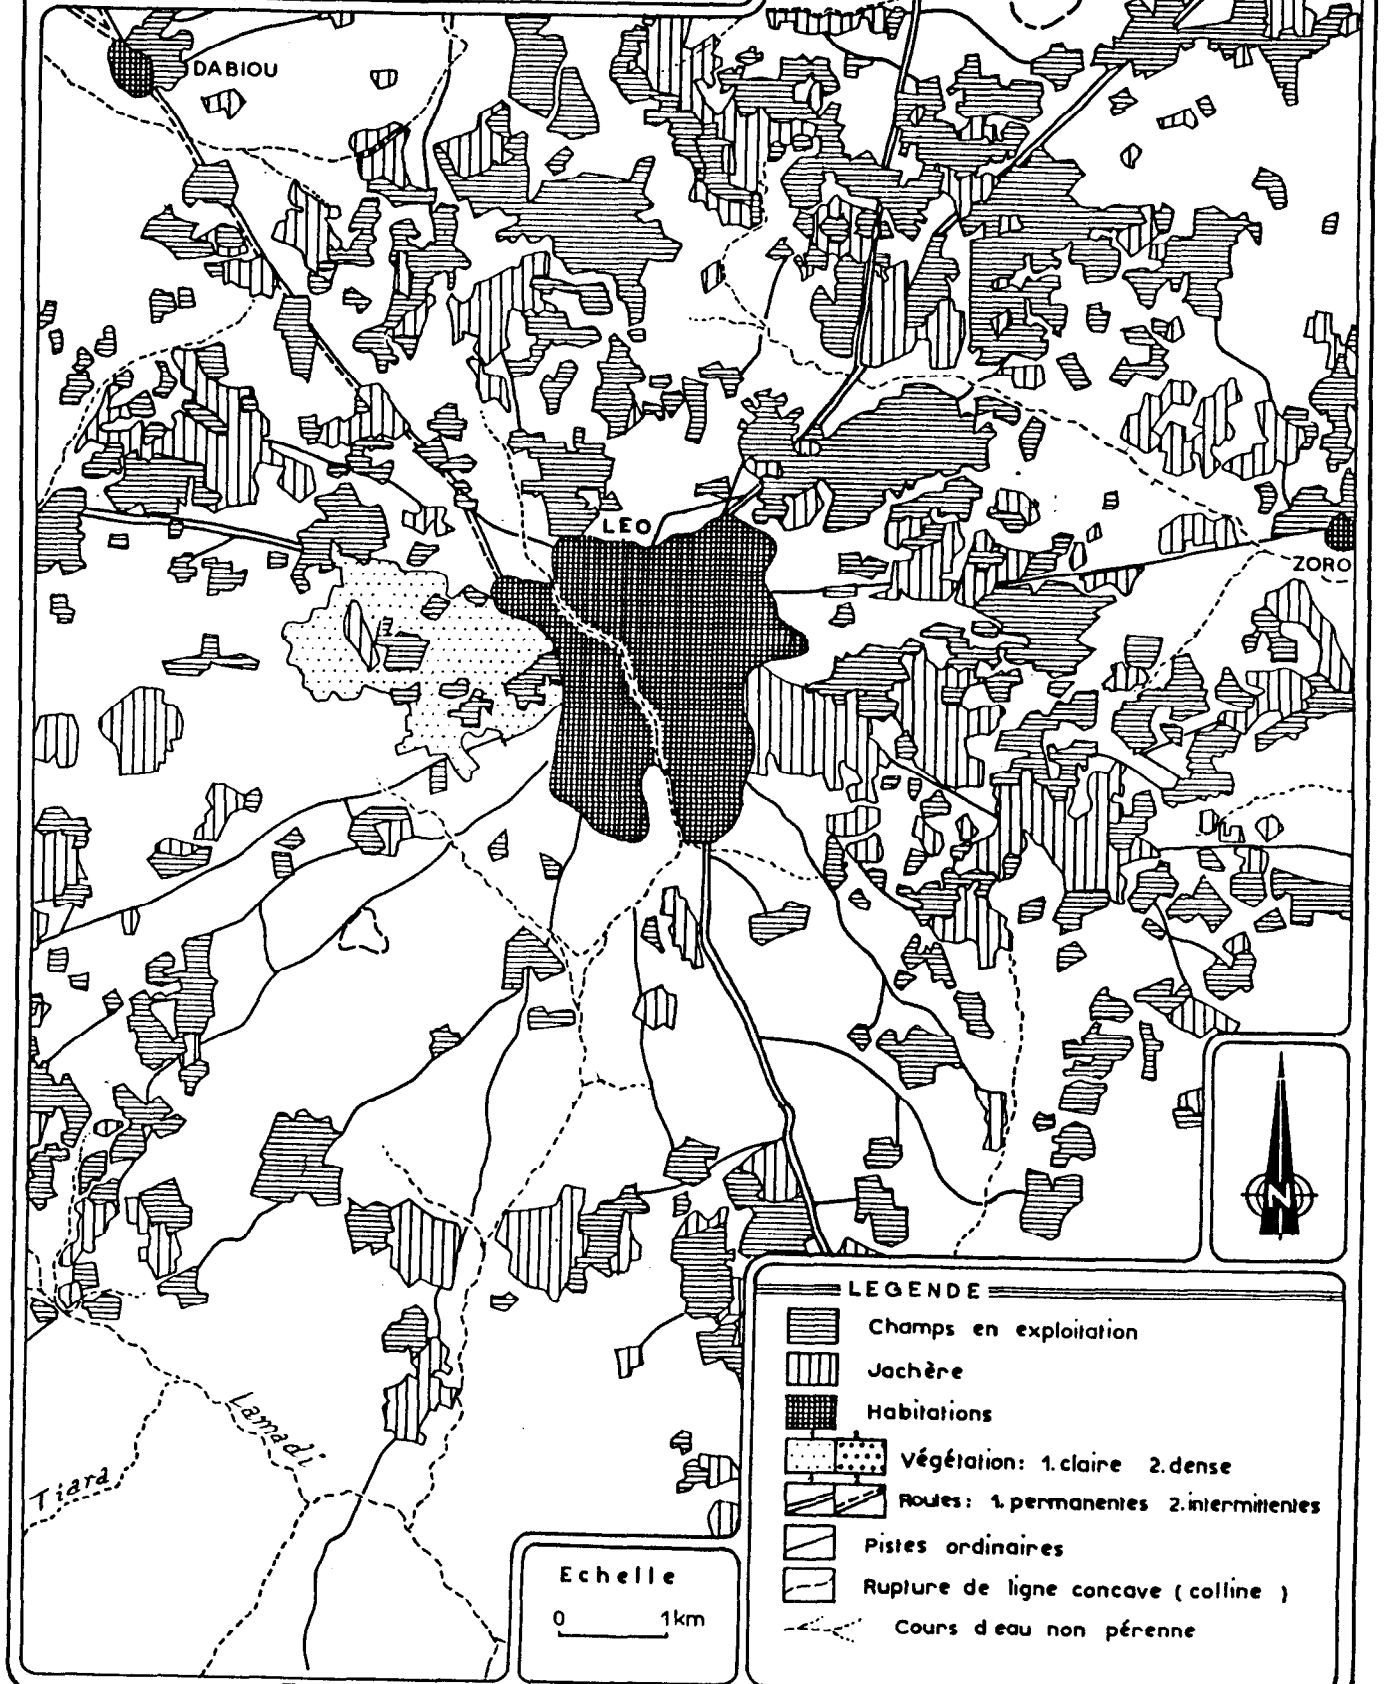 DABIOU
LEO
ZORO
N
LEGENDE
Champs en exploitation
Jachère
Habitations
Végétation: 1.claire 2.dense
Routes: 1.permanentes 2.intermittentes
Pistes ordinaires
Rupture de ligne concave (colline )
Cours d eau non pérenne
Lamadi
Tiara
Echelle
0 1km